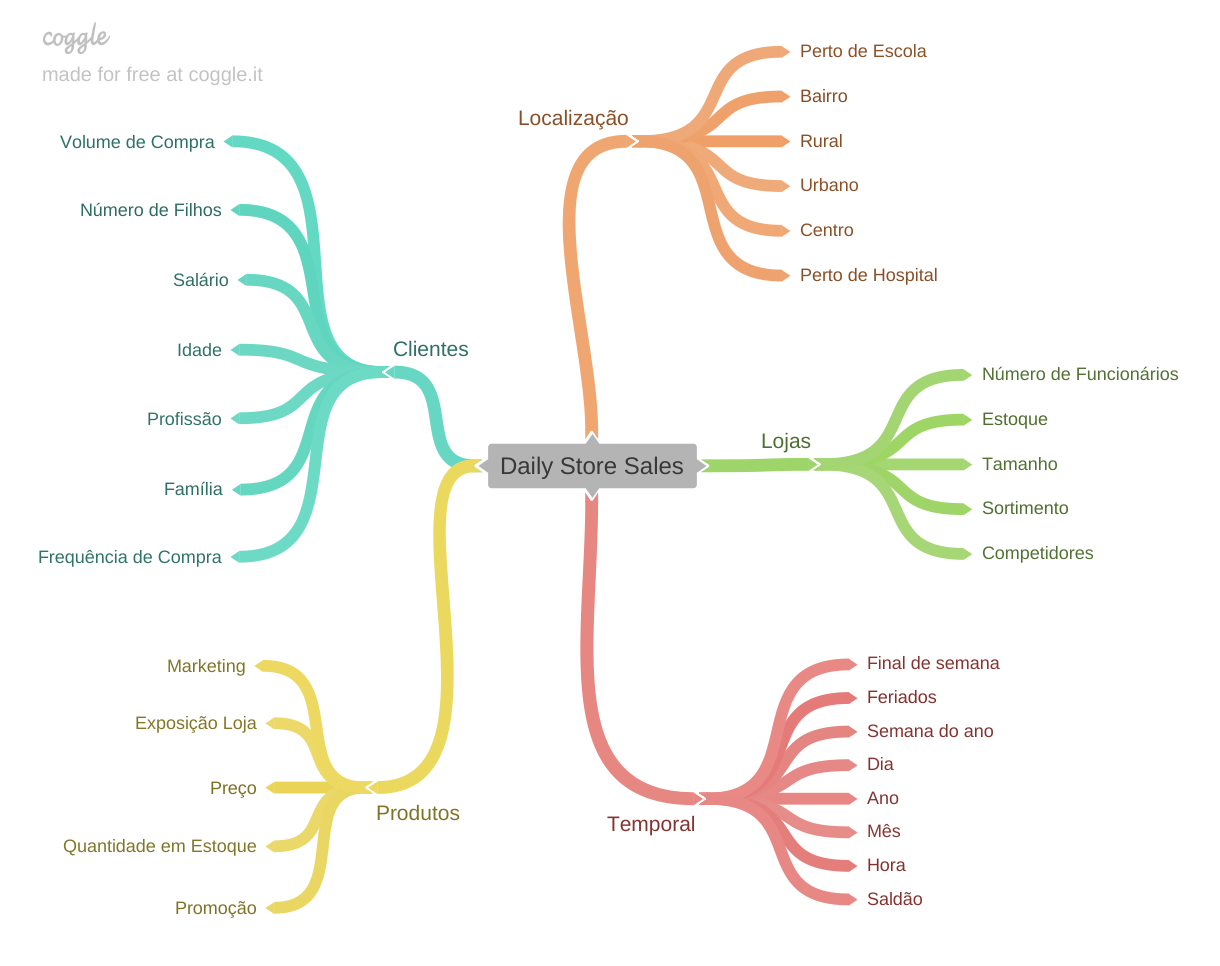 coggle
made for free at coggle.it
Localização
Perto de Escola
Bairro
Rural
Urbano
Centro
Perto de Hospital
Clientes
Volume de Compra
Número de Filhos
Salário
Idade
Profissão
Família
Frequência de Compra
Daily Store Sales
Lojas
Número de Funcionários
Estoque
Tamanho
Sortimento
Competidores
Produtos
Marketing
Exposição Loja
Preço
Quantidade em Estoque
Promoção
Temporal
Final de semana
Feriados
Semana do ano
Dia
Ano
Mês
Hora
Saldão